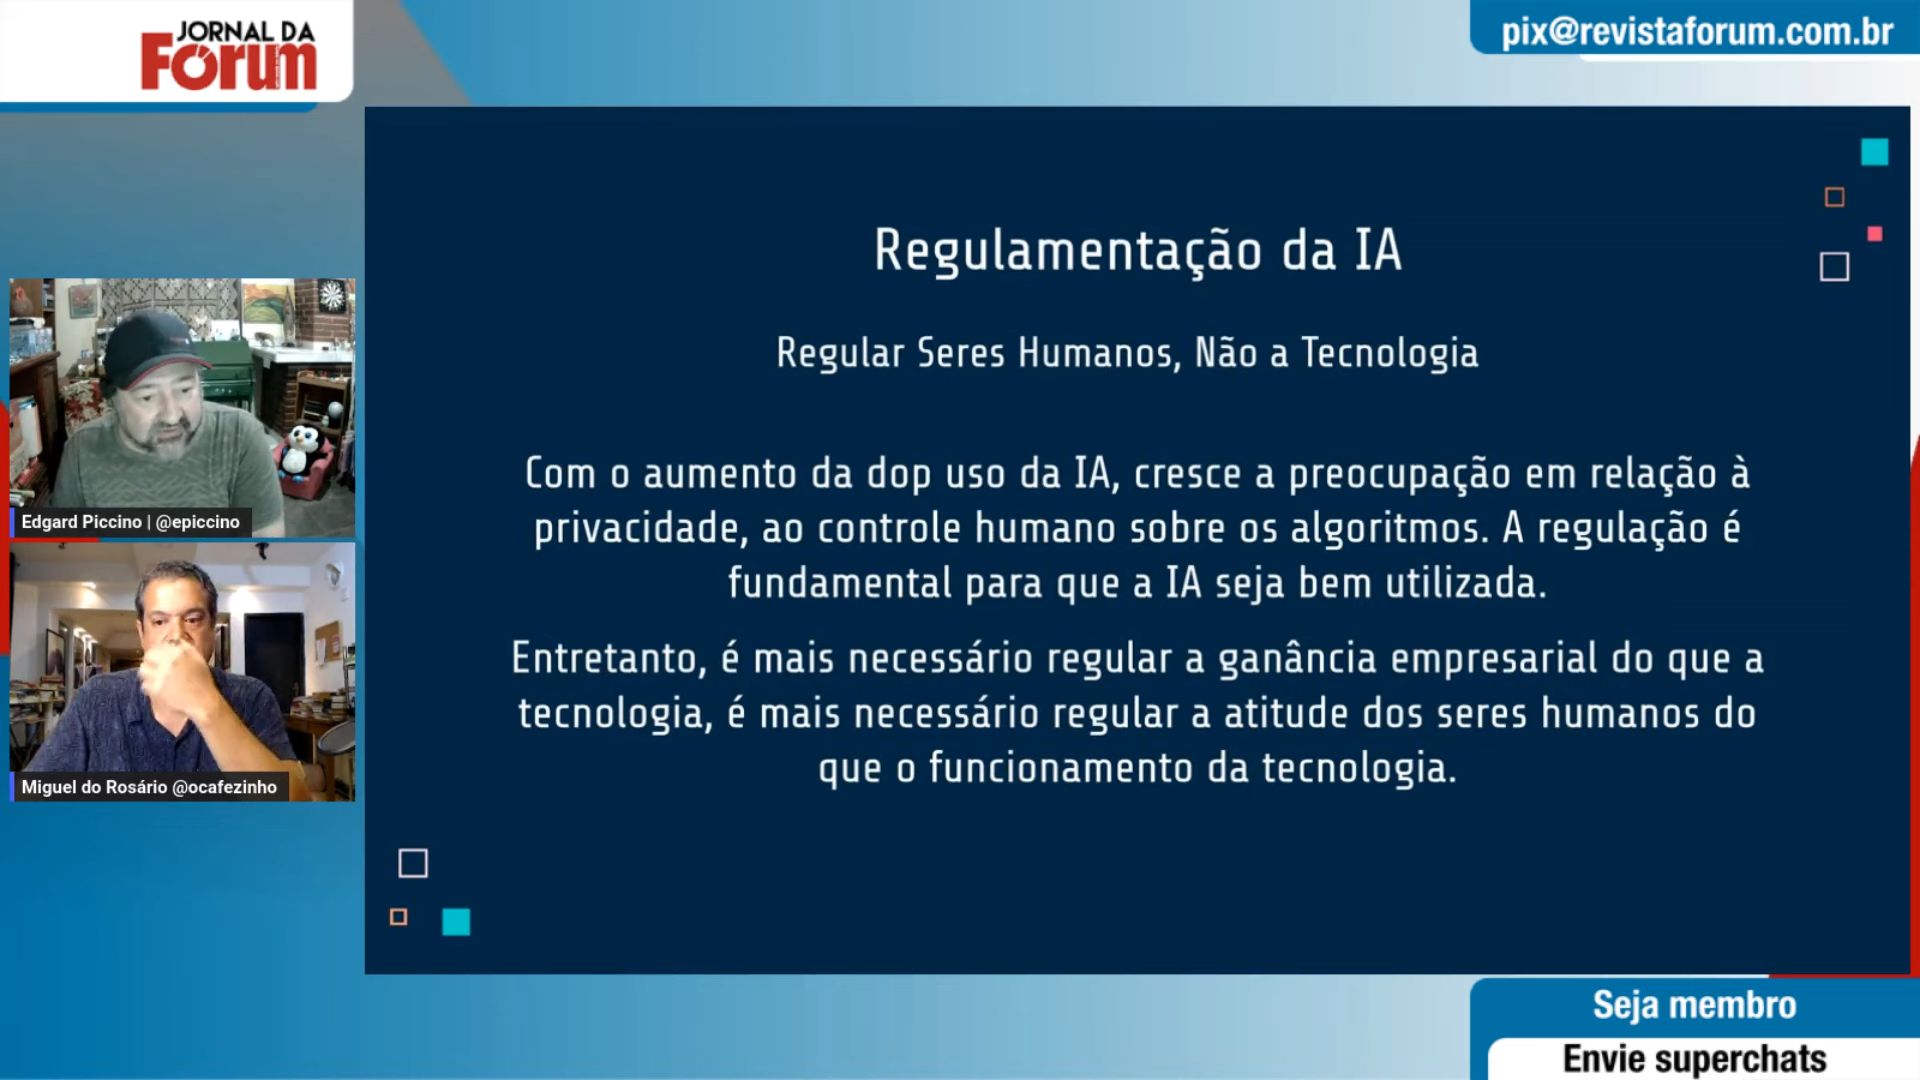 JORNAL DA
Fórum
pix@revistaforum.com.br
Regulamentação da IA
Regular Seres Humanos, Não a Tecnologia
Com o aumento da dop uso da IA, cresce a preocupação em relação à
privacidade, ao controle humano sobre os algoritmos. A regulação é
fundamental para que a IA seja bem utilizada.
Entretanto, é mais necessário regular a ganância empresarial do que a
tecnologia, é mais necessário regular a atitude dos seres humanos do
que o funcionamento da tecnologia.
Edgard Piccino | @epiccino
Miguel do Rosário @ocafezinho
Seja membro
Envie superchats